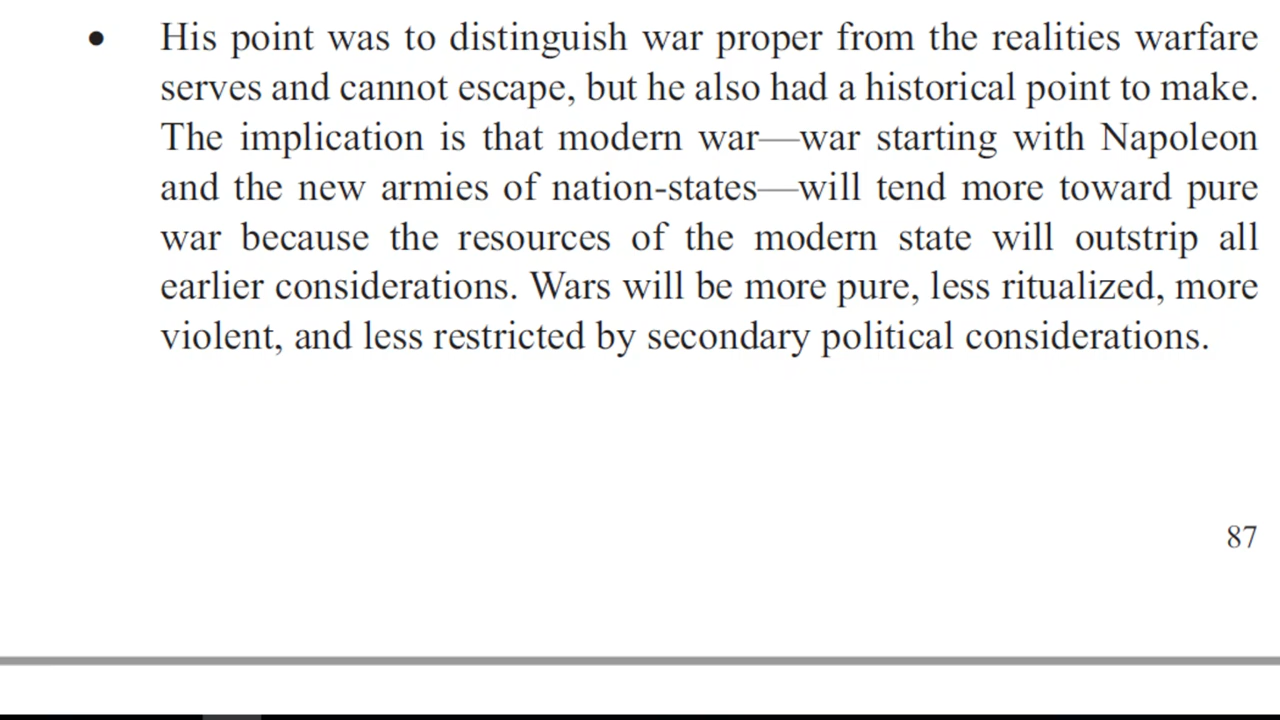 • His point was to distinguish war proper from the realities warfare
serves and cannot escape, but he also had a historical point to make.
The implication is that modern war—war starting with Napoleon
and the new armies of nation-states—will tend more toward pure
war because the resources of the modern state will outstrip all
earlier considerations. Wars will be more pure, less ritualized, more
violent, and less restricted by secondary political considerations.
87